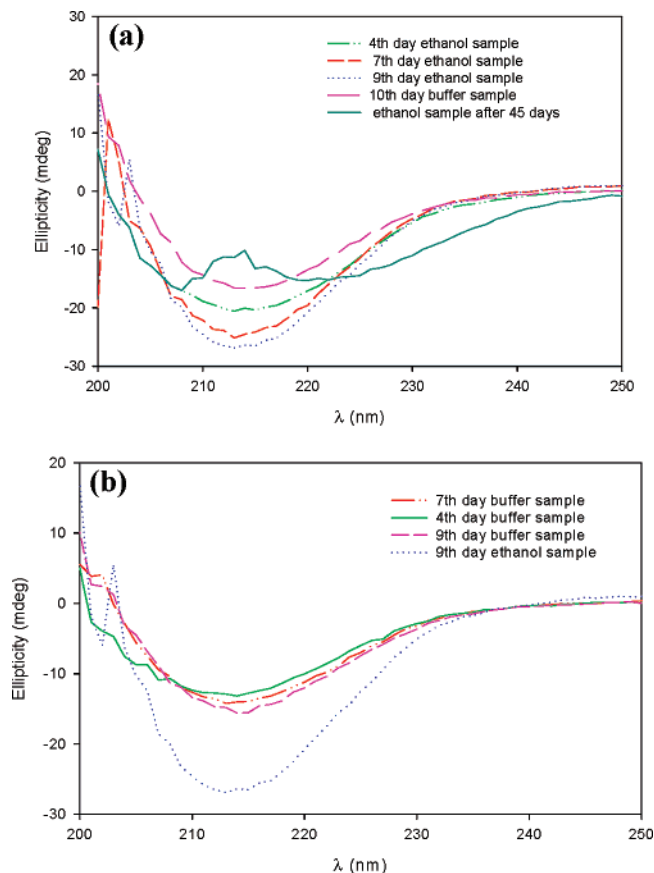 (a)
30
20
10
0
-10
-20
-30
Ellipticity (mdeg)
4th day ethanol sample
7th day ethanol sample
9th day ethanol sample
10th day buffer sample
ethanol sample after 45 days
200 210 220 230 240 250
λ (nm)
(b)
20
10
0
-10
-20
-30
Ellipticity (mdeg)
7th day buffer sample
4th day buffer sample
9th day buffer sample
9th day ethanol sample
200 210 220 230 240 250
λ (nm)